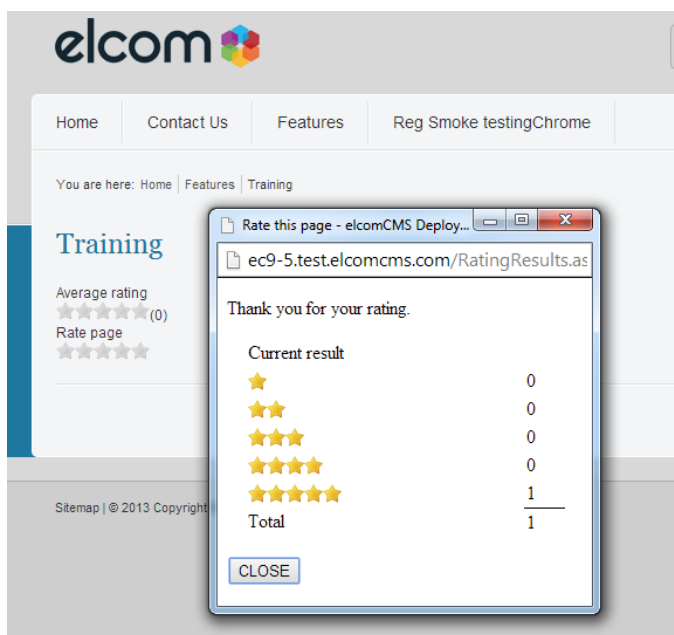 elcom
Home Contact Us Features Reg Smoke testingChrome
You are here: Home Features Training
Training
Average rating
(0)
Rate page
Rate this page - elcomCMS Deploy...
ec9-5.test.elcomcms.com/RatingResults.as
Thank you for your rating.
Current result
0
0
0
0
1
Total 1
CLOSE
Sitemap | © 2013 Copyright